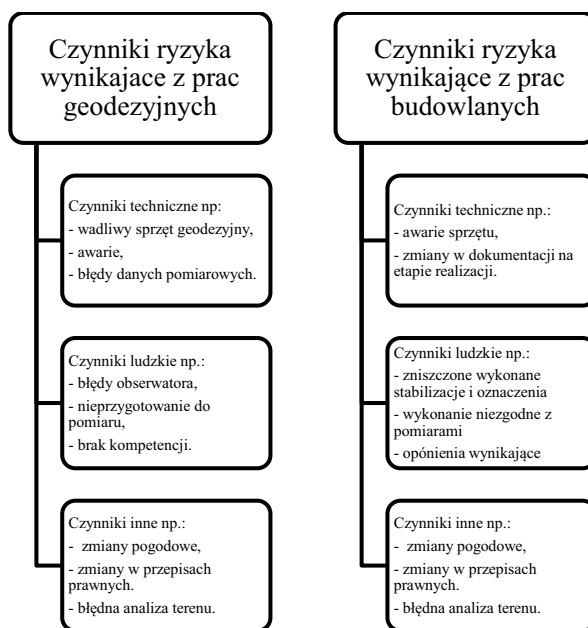 Czynniki ryzyka
wynikajace z prac
geodezyjnych
Czynniki techniczne np:
- wadliwy sprzęt geodezyjny,
- awarie,
- błędy danych pomiarowych.
Czynniki ludzkie np.:
- błędy obserwatora,
- nieprzygotowanie do
pomiaru,
- brak kompetencji.
Czynniki inne np.:
- zmiany pogodowe,
- zmiany w przepisach
prawnych.
- błędna analiza terenu.
Czynniki ryzyka
wynikające z prac
budowlanych
Czynniki techniczne np.:
- awarie sprzętu,
- zmiany w dokumentacji na
etapie realizacji.
Czynniki ludzkie np.:
- zniszczone wykonane
stabilizacje i oznaczenia
- wykonanie niezgodne z
pomiarami
- opónienia wynikające
Czynniki inne np.:
- zmiany pogodowe,
- zmiany w przepisach
prawnych.
- błędna analiza terenu.